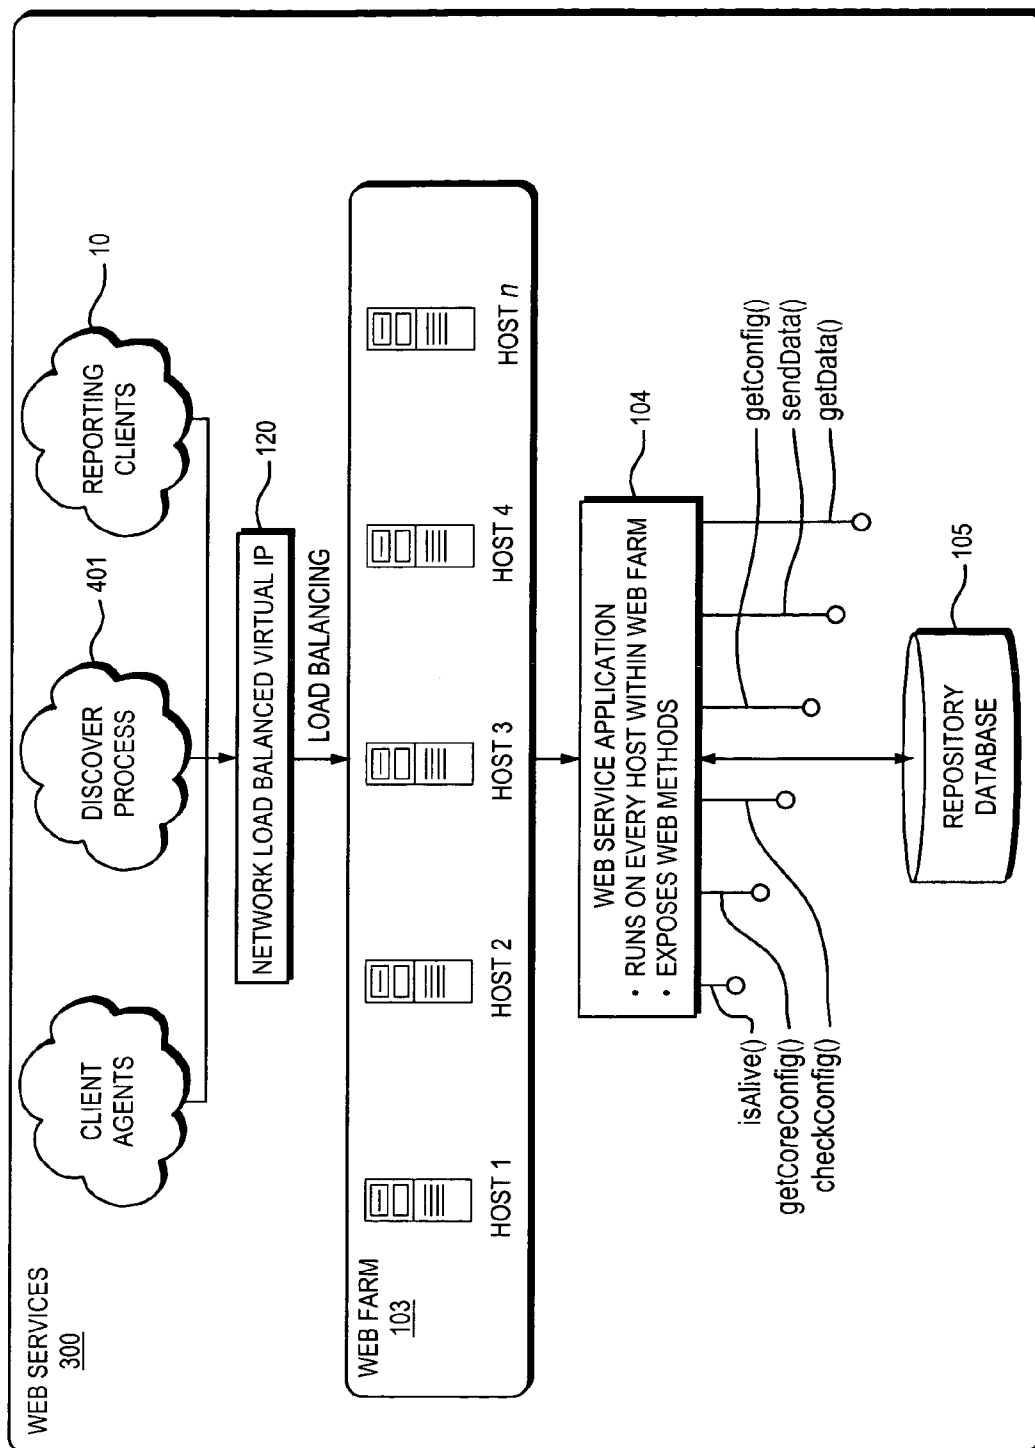 WEB SERVICES
300
CLIENT
AGENTS
DISCOVER
PROCESS
401
REPORTING
CLIENTS
10
NETWORK LOAD BALANCED VIRTUAL IP
120
LOAD BALANCING
WEB FARM
103
HOST 1
HOST 2
HOST 3
HOST 4
HOST n
WEB SERVICE APPLICATION
• RUNS ON EVERY HOST WITHIN WEB FARM
• EXPOSES WEB METHODS
104
isAlive()
getCoreConfig()
checkConfig()
getConfig()
sendData()
getData()
REPOSITORY
DATABASE
105